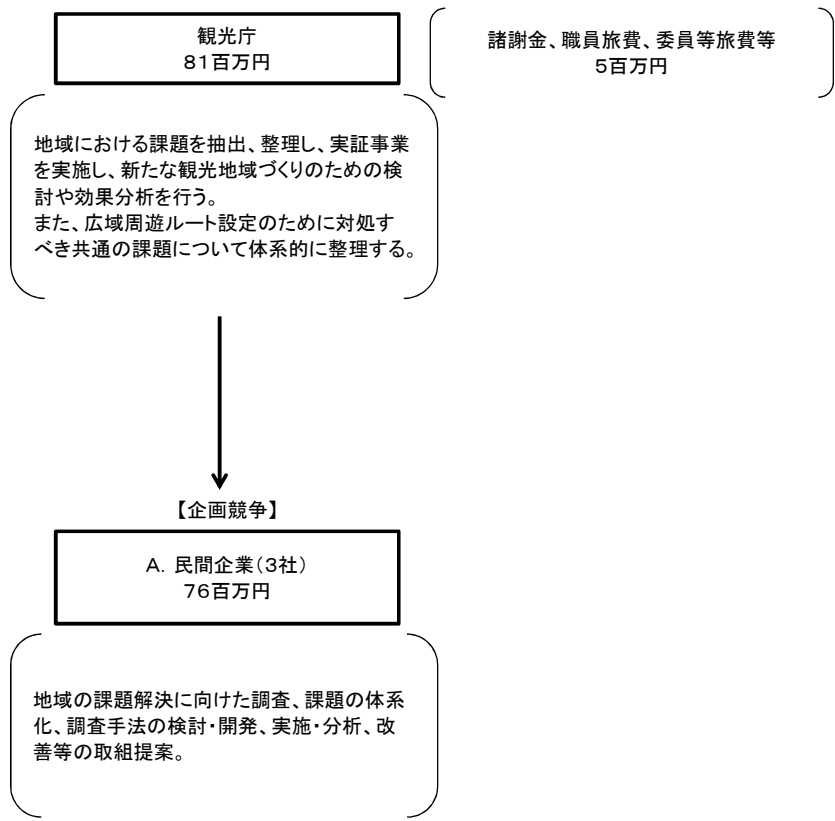 観光庁
81百万円
諸謝金、職員旅費、委員等旅費等
5百万円
地域における課題を抽出、整理し、実証事業
を実施し、新たな観光地域づくりのための検
討や効果分析を行う。
また、広域周遊ルート設定のために対処す
べき共通の課題について体系的に整理する。
【企画競争】
A. 民間企業(3社)
76百万円
地域の課題解決に向けた調査、課題の体系
化、調査手法の検討・開発、実施・分析、改
善等の取組提案。